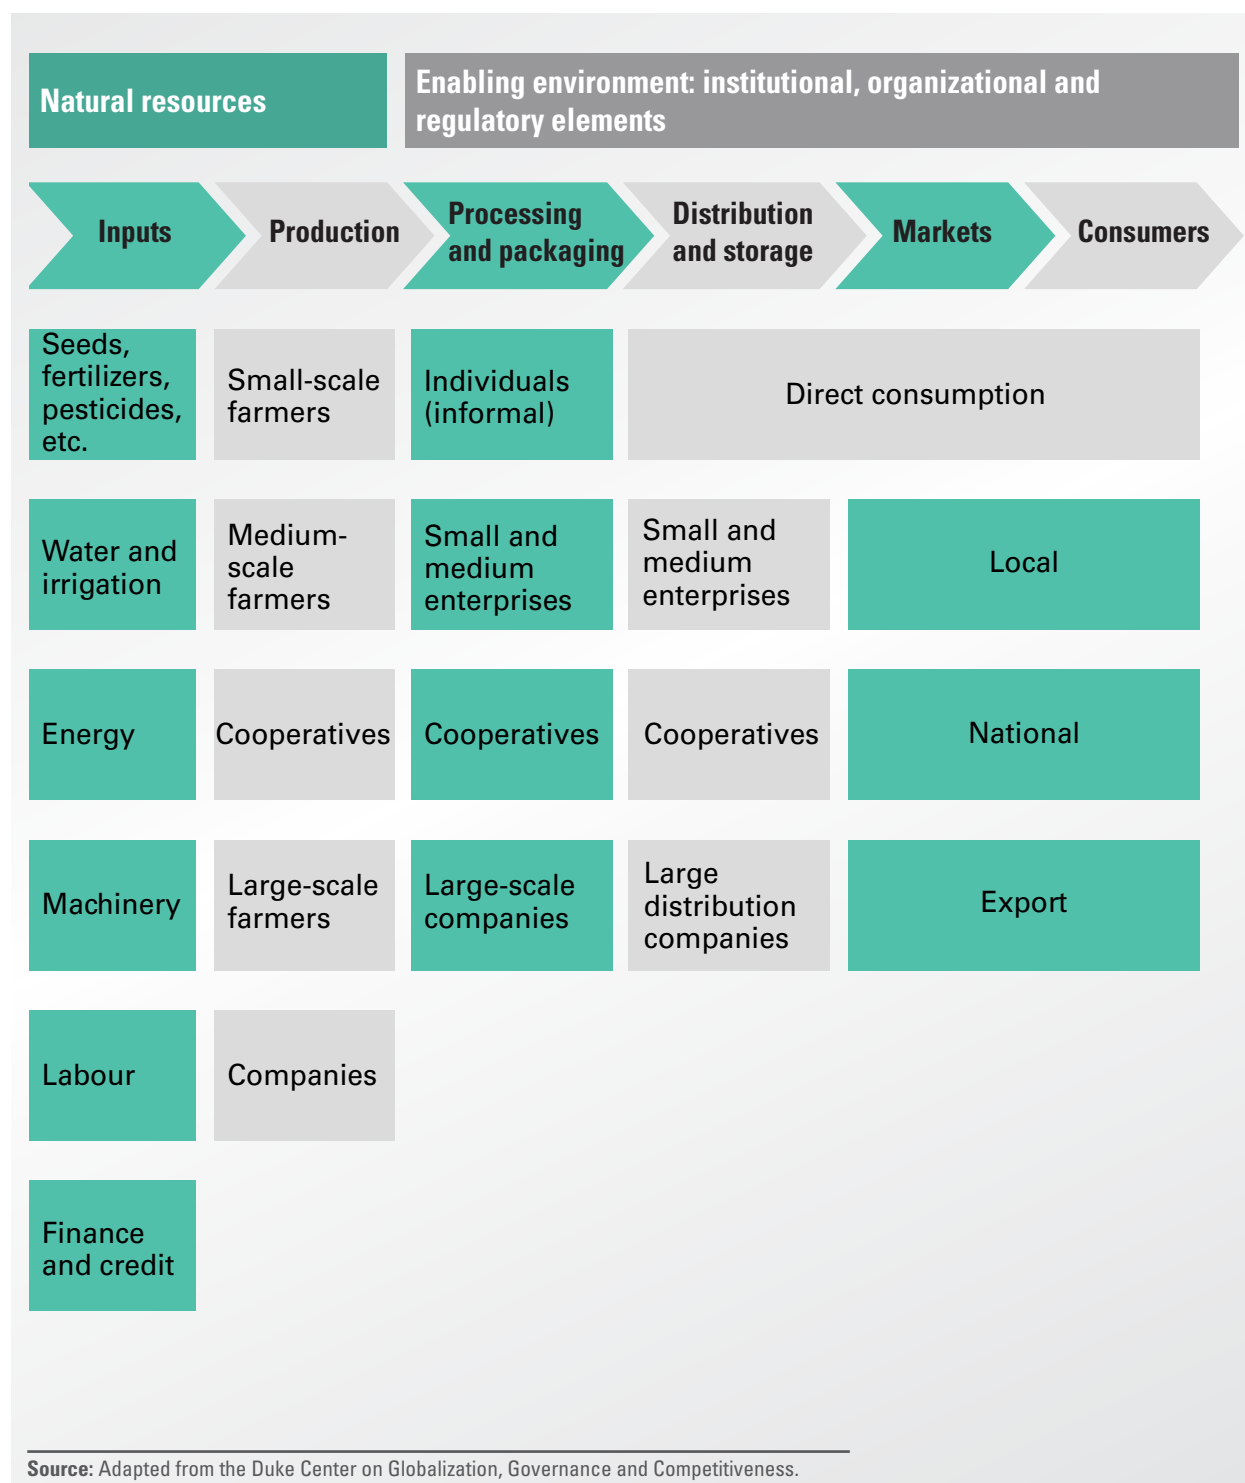 Natural resources
Enabling environment: institutional, organizational and
regulatory elements
Inputs
Production
Processing
and packaging
Distribution
and storage
Markets
Consumers
Seeds,
fertilizers,
pesticides,
etc.
Small-scale
farmers
Individuals
(informal)
Direct consumption
Water and
irrigation
Medium-
scale
farmers
Small and
medium
enterprises
Small and
medium
enterprises
Local
Energy
Cooperatives
Cooperatives
Cooperatives
National
Machinery
Large-scale
farmers
Large-scale
companies
Large
distribution
companies
Export
Labour
Companies
Finance
and credit
Source: Adapted from the Duke Center on Globalization, Governance and Competitiveness.